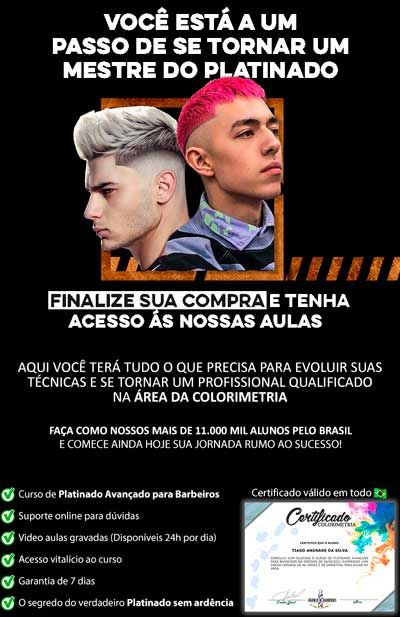 VOCÊ ESTÁ A UM
PASSO DE SE TORNAR UM
MESTRE DO PLATINADO
FINALIZE SUA COMPRA E TENHA
ACESSO ÁS NOSSAS AULAS
AQUI VOCÊ TERÁ TUDO O QUE PRECISA PARA EVOLUIR SUAS
TÉCNICAS E SE TORNAR UM PROFISSIONAL QUALIFICADO
NA ÁREA DA COLORIMETRIA
FAÇA COMO NOSSOS MAIS DE 11.000 MIL ALUNOS PELO BRASIL
E COMECE AINDA HOJE SUA JORNADA RUMO AO SUCESSO!
Curso de Platinado Avançado para Barbeiros
Suporte online para dúvidas
Video aulas gravadas (Disponíveis 24h por dia)
Acesso vitalício ao curso
Garantia de 7 dias
O segredo do verdadeiro Platinado sem ardência
Certificado válido em todo
Certificado
COLORIMETRIA
CERTIFICO QUE O ALUNO:
TIAGO ANDRADE DA SILVA